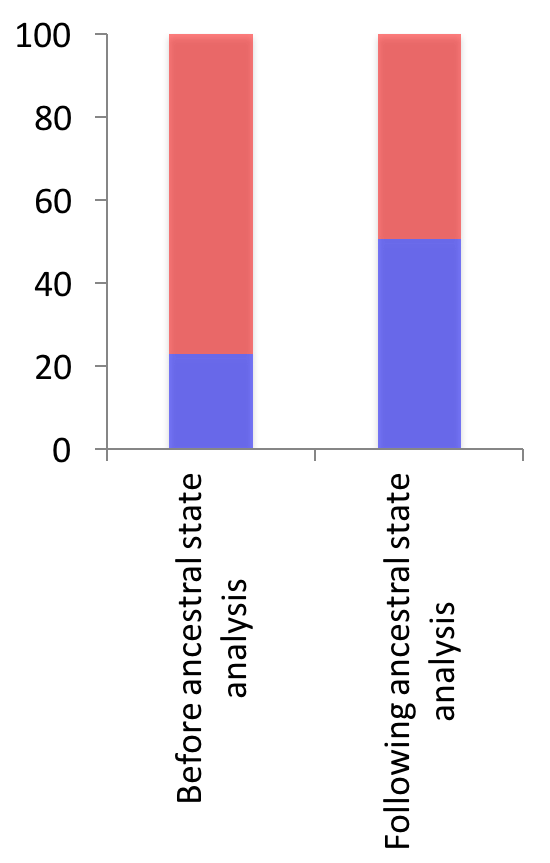 100
80
60
40
20
0
Before ancestral state
analysis
Following ancestral state
analysis